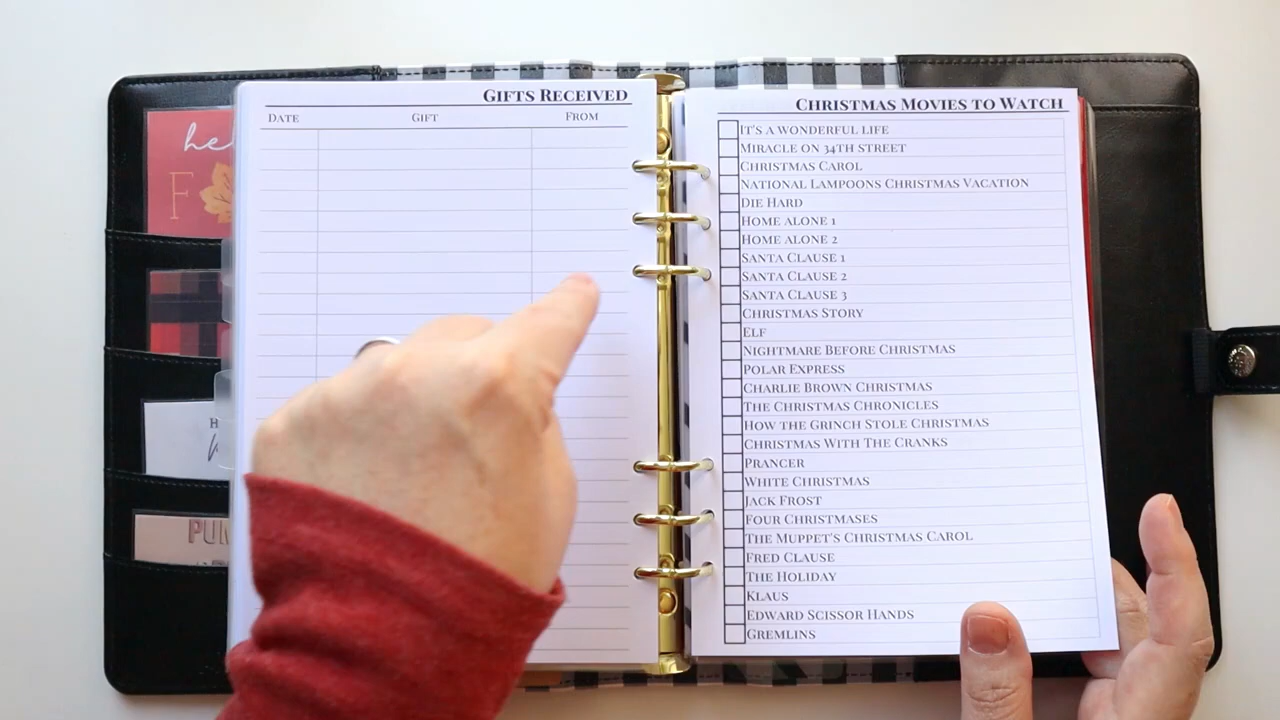 he
F
H
PUM
GIFTS RECEIVED
DATE GIFT FROM
CHRISTMAS MOVIES TO WATCH
IT'S A WONDERFUL LIFE
MIRACLE ON 34TH STREET
CHRISTMAS CAROL
NATIONAL LAMPOONS CHRISTMAS VACATION
DIE HARD
HOME ALONE 1
HOME ALONE 2
SANTA CLAUSE 1
SANTA CLAUSE 2
SANTA CLAUSE 3
CHRISTMAS STORY
ELF
NIGHTMARE BEFORE CHRISTMAS
POLAR EXPRESS
CHARLIE BROWN CHRISTMAS
THE CHRISTMAS CHRONICLES
HOW THE GRINCH STOLE CHRISTMAS
CHRISTMAS WITH THE CRANKS
PRANCER
WHITE CHRISTMAS
JACK FROST
FOUR CHRISTMASES
THE MUPPET'S CHRISTMAS CAROL
FRED CLAUSE
THE HOLIDAY
KLAUS
EDWARD SCISSOR HANDS
GREMLINS